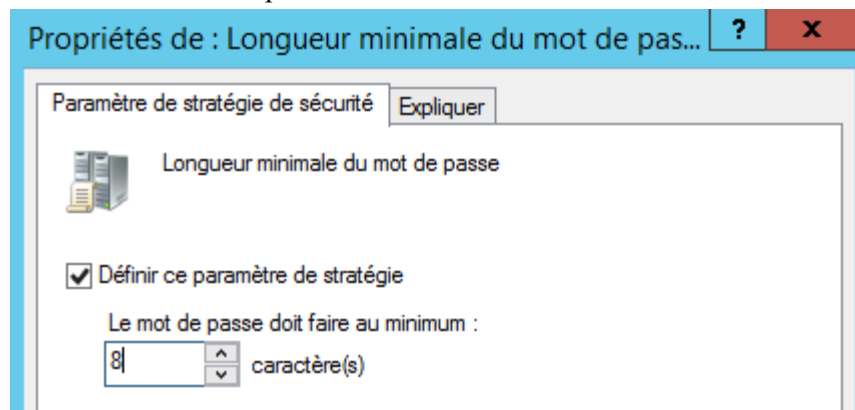 Propriétés de : Longueur minimale du mot de pas... ? x
Paramètre de stratégie de sécurité Expliquer
Longueur minimale du mot de passe
Définir ce paramètre de stratégie
Le mot de passe doit faire au minimum :
8 caractère(s)